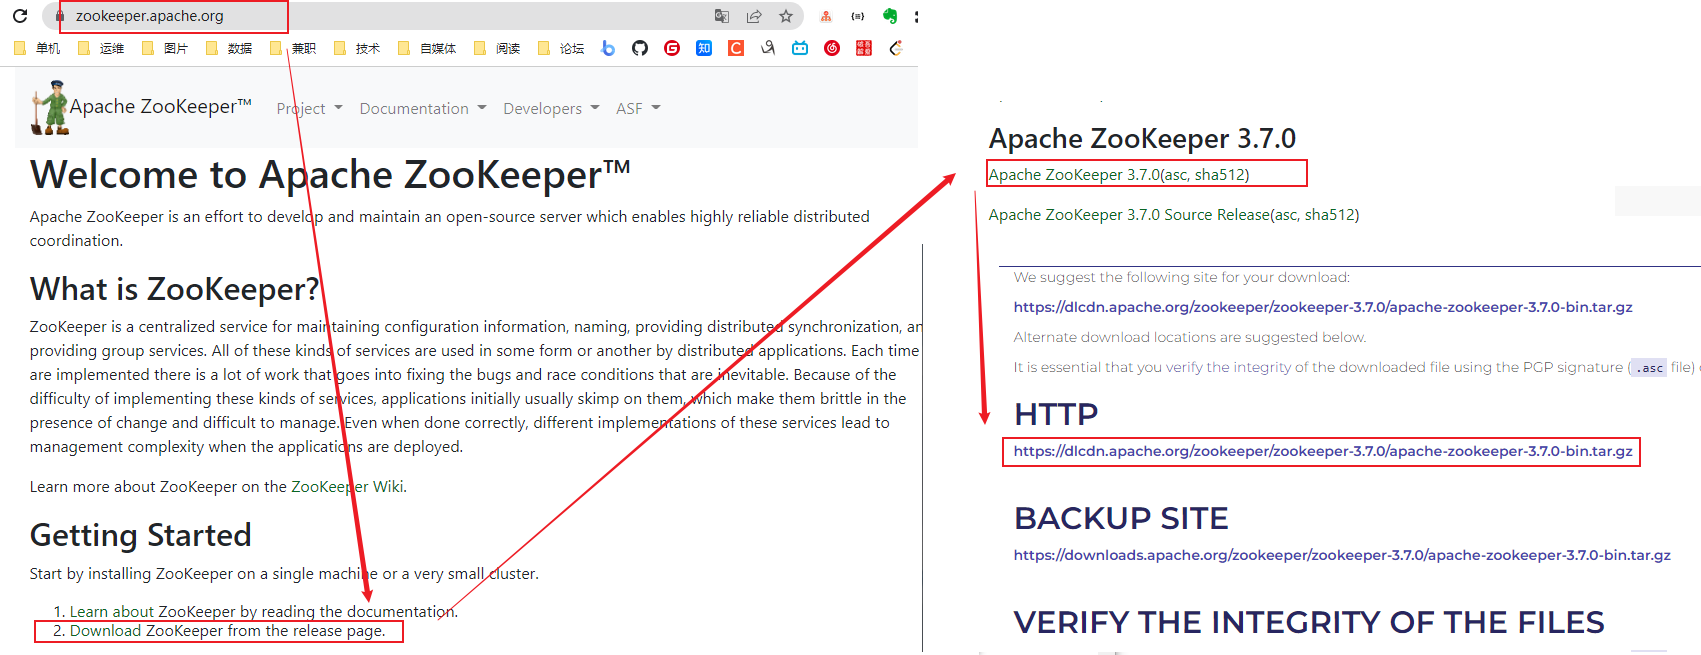 zookeeper.apache.org
单机 运维 图片 数据 兼职 技术 自媒体 阅读 论坛
Apache ZooKeeper™ Project Documentation Developers ASF
Welcome to Apache ZooKeeper™
Apache ZooKeeper is an effort to develop and maintain an open-source server which enables highly reliable distributed
coordination.
What is ZooKeeper?
ZooKeeper is a centralized service for maintaining configuration information, naming, providing distributed synchronization, an
providing group services. All of these kinds of services are used in some form or another by distributed applications. Each time
are implemented there is a lot of work that goes into fixing the bugs and race conditions that are inevitable. Because of the
difficulty of implementing these kinds of services, applications initially usually skimp on them, which make them brittle in the
presence of change and difficult to manage. Even when done correctly, different implementations of these services lead to
management complexity when the applications are deployed.
Learn more about ZooKeeper on the ZooKeeper Wiki.
Getting Started
Start by installing ZooKeeper on a single machine or a very small cluster.
1. Learn about ZooKeeper by reading the documentation.
2. Download ZooKeeper from the release page.
Apache ZooKeeper 3.7.0
Apache ZooKeeper 3.7.0(asc, sha512)
Apache ZooKeeper 3.7.0 Source Release(asc, sha512)
We suggest the following site for your download:
https://dlcdn.apache.org/zookeeper/zookeeper-3.7.0/apache-zookeeper-3.7.0-bin.tar.gz
Alternate download locations are suggested below.
It is essential that you verify the integrity of the downloaded file using the PGP signature ( .asc file)
HTTP
https://dlcdn.apache.org/zookeeper/zookeeper-3.7.0/apache-zookeeper-3.7.0-bin.tar.gz
BACKUP SITE
https://downloads.apache.org/zookeeper/zookeeper-3.7.0/apache-zookeeper-3.7.0-bin.tar.gz
VERIFY THE INTEGRITY OF THE FILES